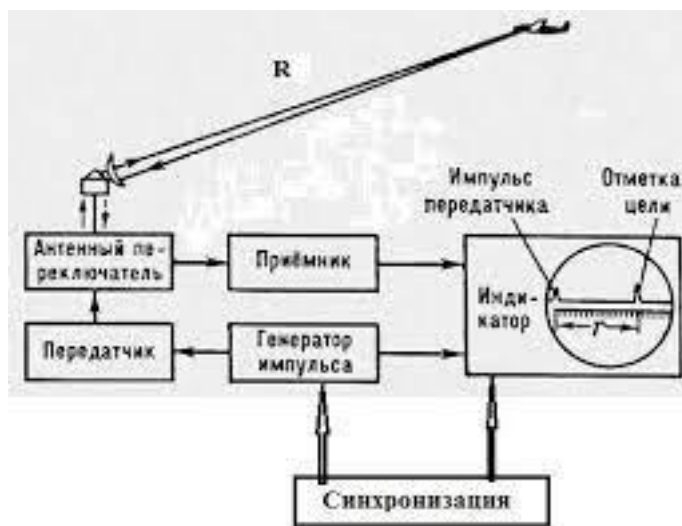 R
Импульс
передатчика
Отметка
цели
Антенный пе-
реключатель
Приёмник
Инди-
катор
r
Передатчик
Генератор
импульса
Синхронизация